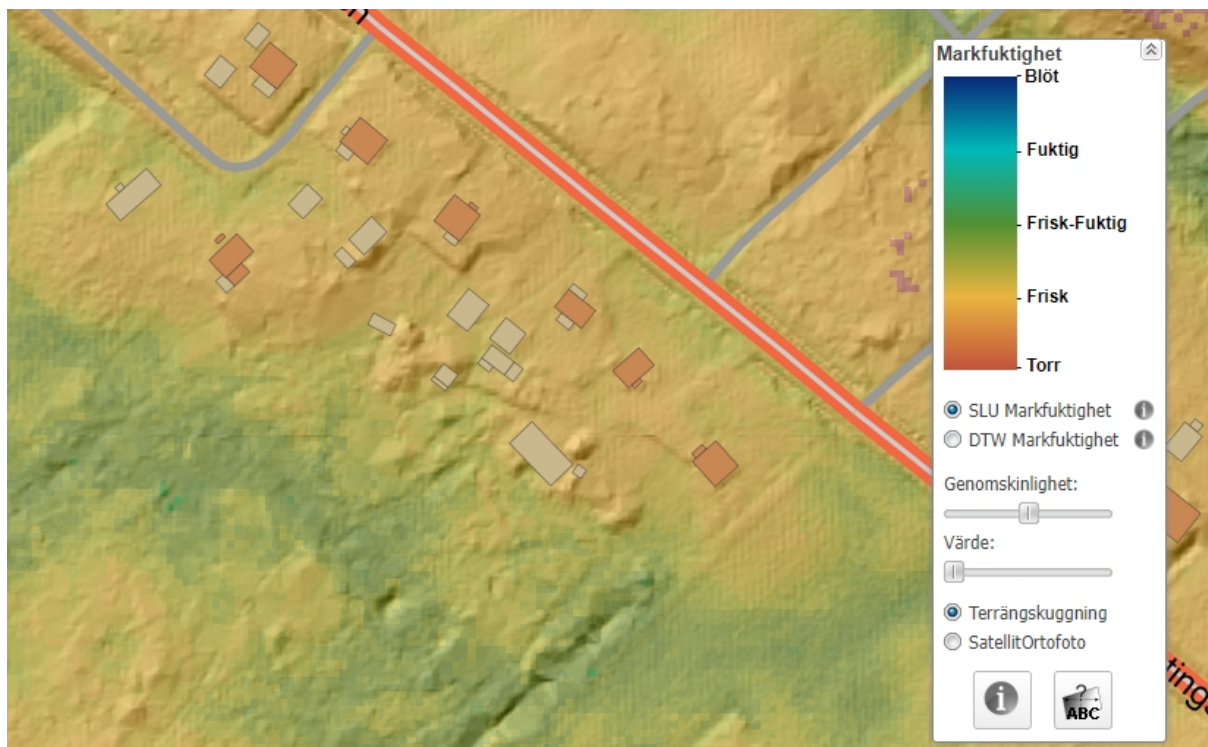 Markfuktighet
Blöt
Fuktig
Frisk-Fuktig
Frisk
Torr
SLU Markfuktighet
DTW Markfuktighet
Genomskinlighet:
Värde:
Terrängskuggning
SatellitOrtofoto
?
ABC